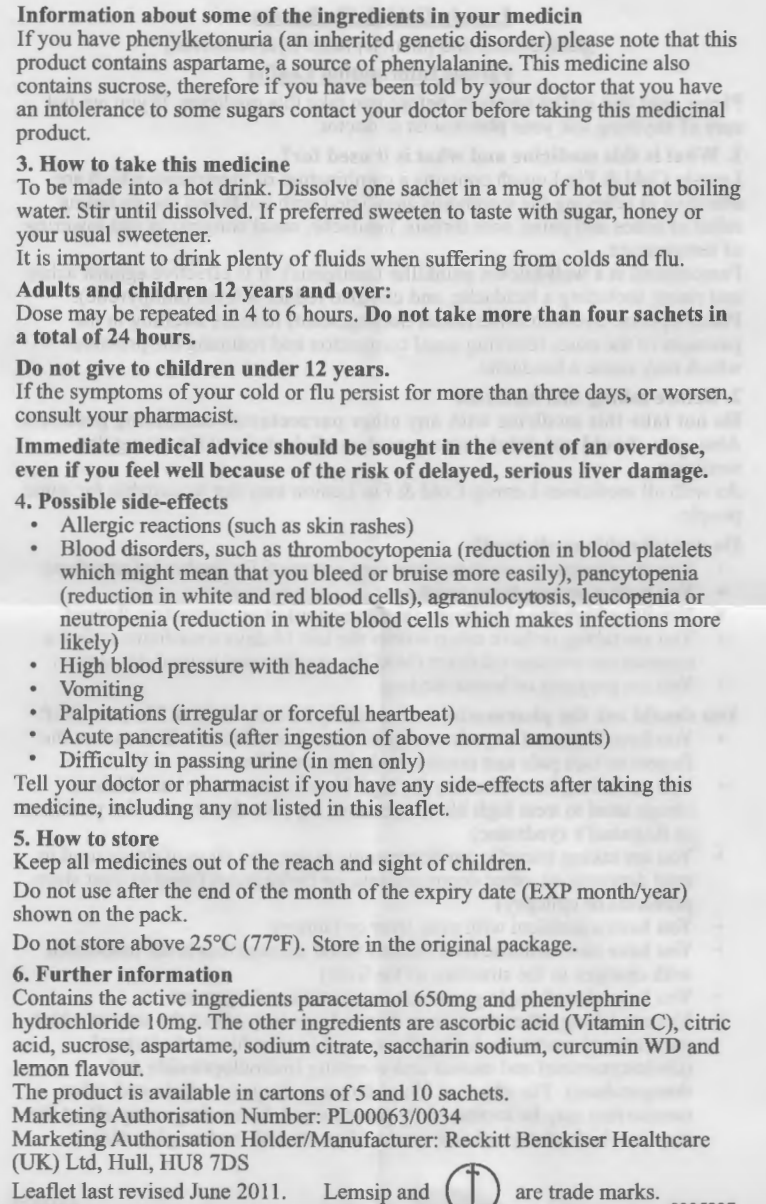 Information about some of the ingredients in your medicin
If you have phenylketonuria (an inherited genetic disorder) please note that this
product contains aspartame, a source of phenylalanine. This medicine also
contains sucrose, therefore if you have been told by your doctor that you have
an intolerance to some sugars contact your doctor before taking this medicinal
product.
3. How to take this medicine
To be made into a hot drink. Dissolve one sachet in a mug of hot but not boiling
water. Stir until dissolved. If preferred sweeten to taste with sugar, honey or
your usual sweetener.
It is important to drink plenty of fluids when suffering from colds and flu.
Adults and children 12 years and over:
Dose may be repeated in 4 to 6 hours. Do not take more than four sachets in
a total of 24 hours.
Do not give to children under 12 years.
If the symptoms of your cold or flu persist for more than three days, or worsen,
consult your pharmacist.
Immediate medical advice should be sought in the event of an overdose,
even if you feel well because of the risk of delayed, serious liver damage.
4. Possible side-effects
• Allergic reactions (such as skin rashes)
• Blood disorders, such as thrombocytopenia (reduction in blood platelets
which might mean that you bleed or bruise more easily), pancytopenia
(reduction in white and red blood cells), agranulocytosis, leucopenia or
neutropenia (reduction in white blood cells which makes infections more
likely)
• High blood pressure with headache
• Vomiting
• Palpitations (irregular or forceful heartbeat)
• Acute pancreatitis (after ingestion of above normal amounts)
• Difficulty in passing urine (in men only)
Tell your doctor or pharmacist if you have any side-effects after taking this
medicine, including any not listed in this leaflet.
5. How to store
Keep all medicines out of the reach and sight of children.
Do not use after the end of the month of the expiry date (EXP month/year)
shown on the pack.
Do not store above 25°C (77°F). Store in the original package.
6. Further information
Contains the active ingredients paracetamol 650mg and phenylephrine
hydrochloride 10mg. The other ingredients are ascorbic acid (Vitamin C), citric
acid, sucrose, aspartame, sodium citrate, saccharin sodium, curcumin WD and
lemon flavour.
The product is available in cartons of 5 and 10 sachets.
Marketing Authorisation Number: PL00063/0034
Marketing Authorisation Holder/Manufacturer: Reckitt Benckiser Healthcare
(UK) Ltd, Hull, HU8 7DS
Leaflet last revised June 2011. Lemsip and are trade marks.